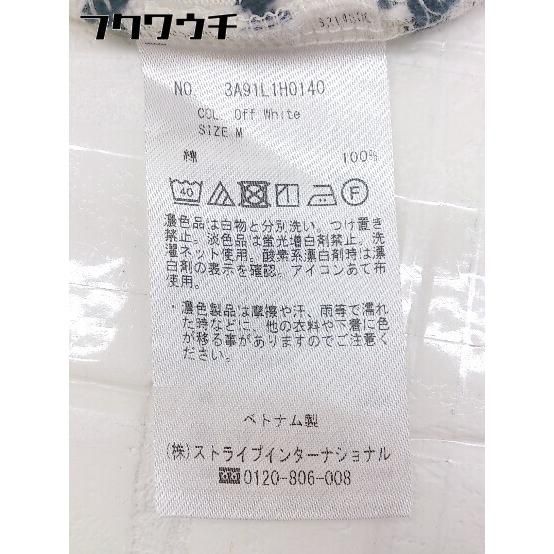 フクワウチ
NO. 3A91L1H0140
COL Off White
SIZE M
綿 100%
40
濃色品は白物と分別洗い。つけ置き
禁止。淡色品は蛍光増白剤禁止。洗
濯ネット使用。酸素系漂白剤時は漂
白剤の表示を確認。アイロンあて布
使用。
・濃色製品は摩擦や汗、雨等で濡れ
た時などに、他の衣料や下着に色
が移る事がありますのでご注意く
ださい。
ベトナム製
(株)ストライプインターナショナル
0120-806-008